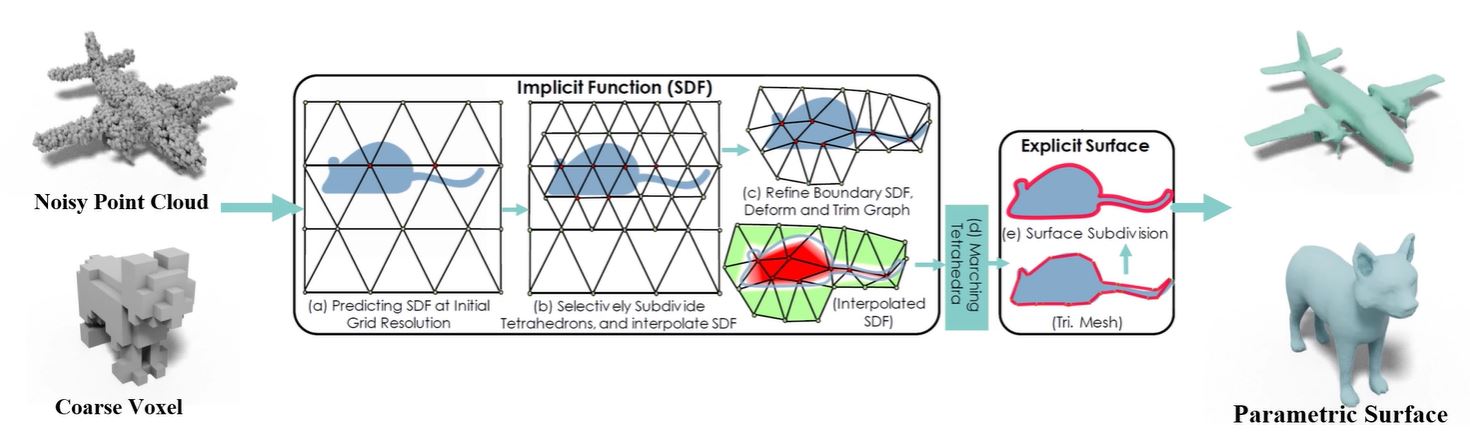 Noisy Point Cloud
Coarse Voxel
Implicit Function (SDF)
(a) Predicting SDF at Initial
Grid Resolution
(b) Selectively Subdivide
Tetrahedrons, and interpolate SDF
(c) Refine Boundary SDF,
Deform and Trim Graph
(Interpolated
SDF)
(d) Marching
Tetrahedra
Explicit Surface
(e) Surface Subdivision
(Tri. Mesh)
Parametric Surface